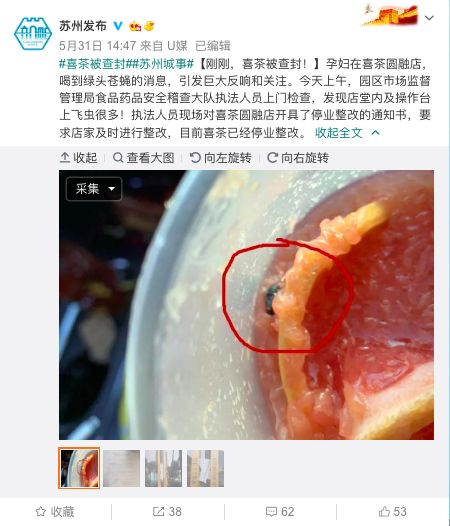 苏州发布
5月31日 14:47 来自 U媒 已编辑
#喜茶被查封##苏州城事#【刚刚，喜茶被查封！】孕妇在喜茶圆融店，
喝到绿头苍蝇的消息，引发巨大反响和关注。今天上午，园区市场监督
管理局食品药品安全稽查大队执法人员上门检查，发现店堂内及操作台
上飞虫很多！执法人员现场对喜茶圆融店开具了停业整改的通知书，要
求店家及时进行整改，目前喜茶已经停业整改。 收起全文
收起 查看大图 向左旋转 向右旋转
采集
收藏 38 62 53